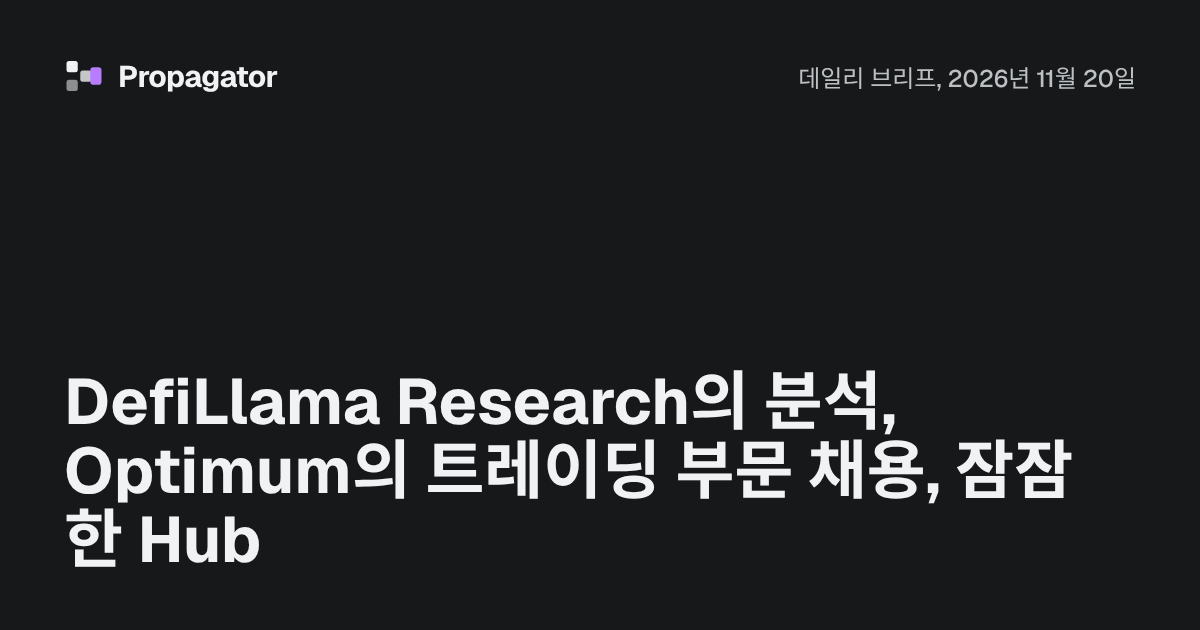 Propagator
데일리 브리프, 2026년 11월 20일
DefiLlama Research의 분석,
Optimum의 트레이딩 부문 채용, 잠잠
한 Hub